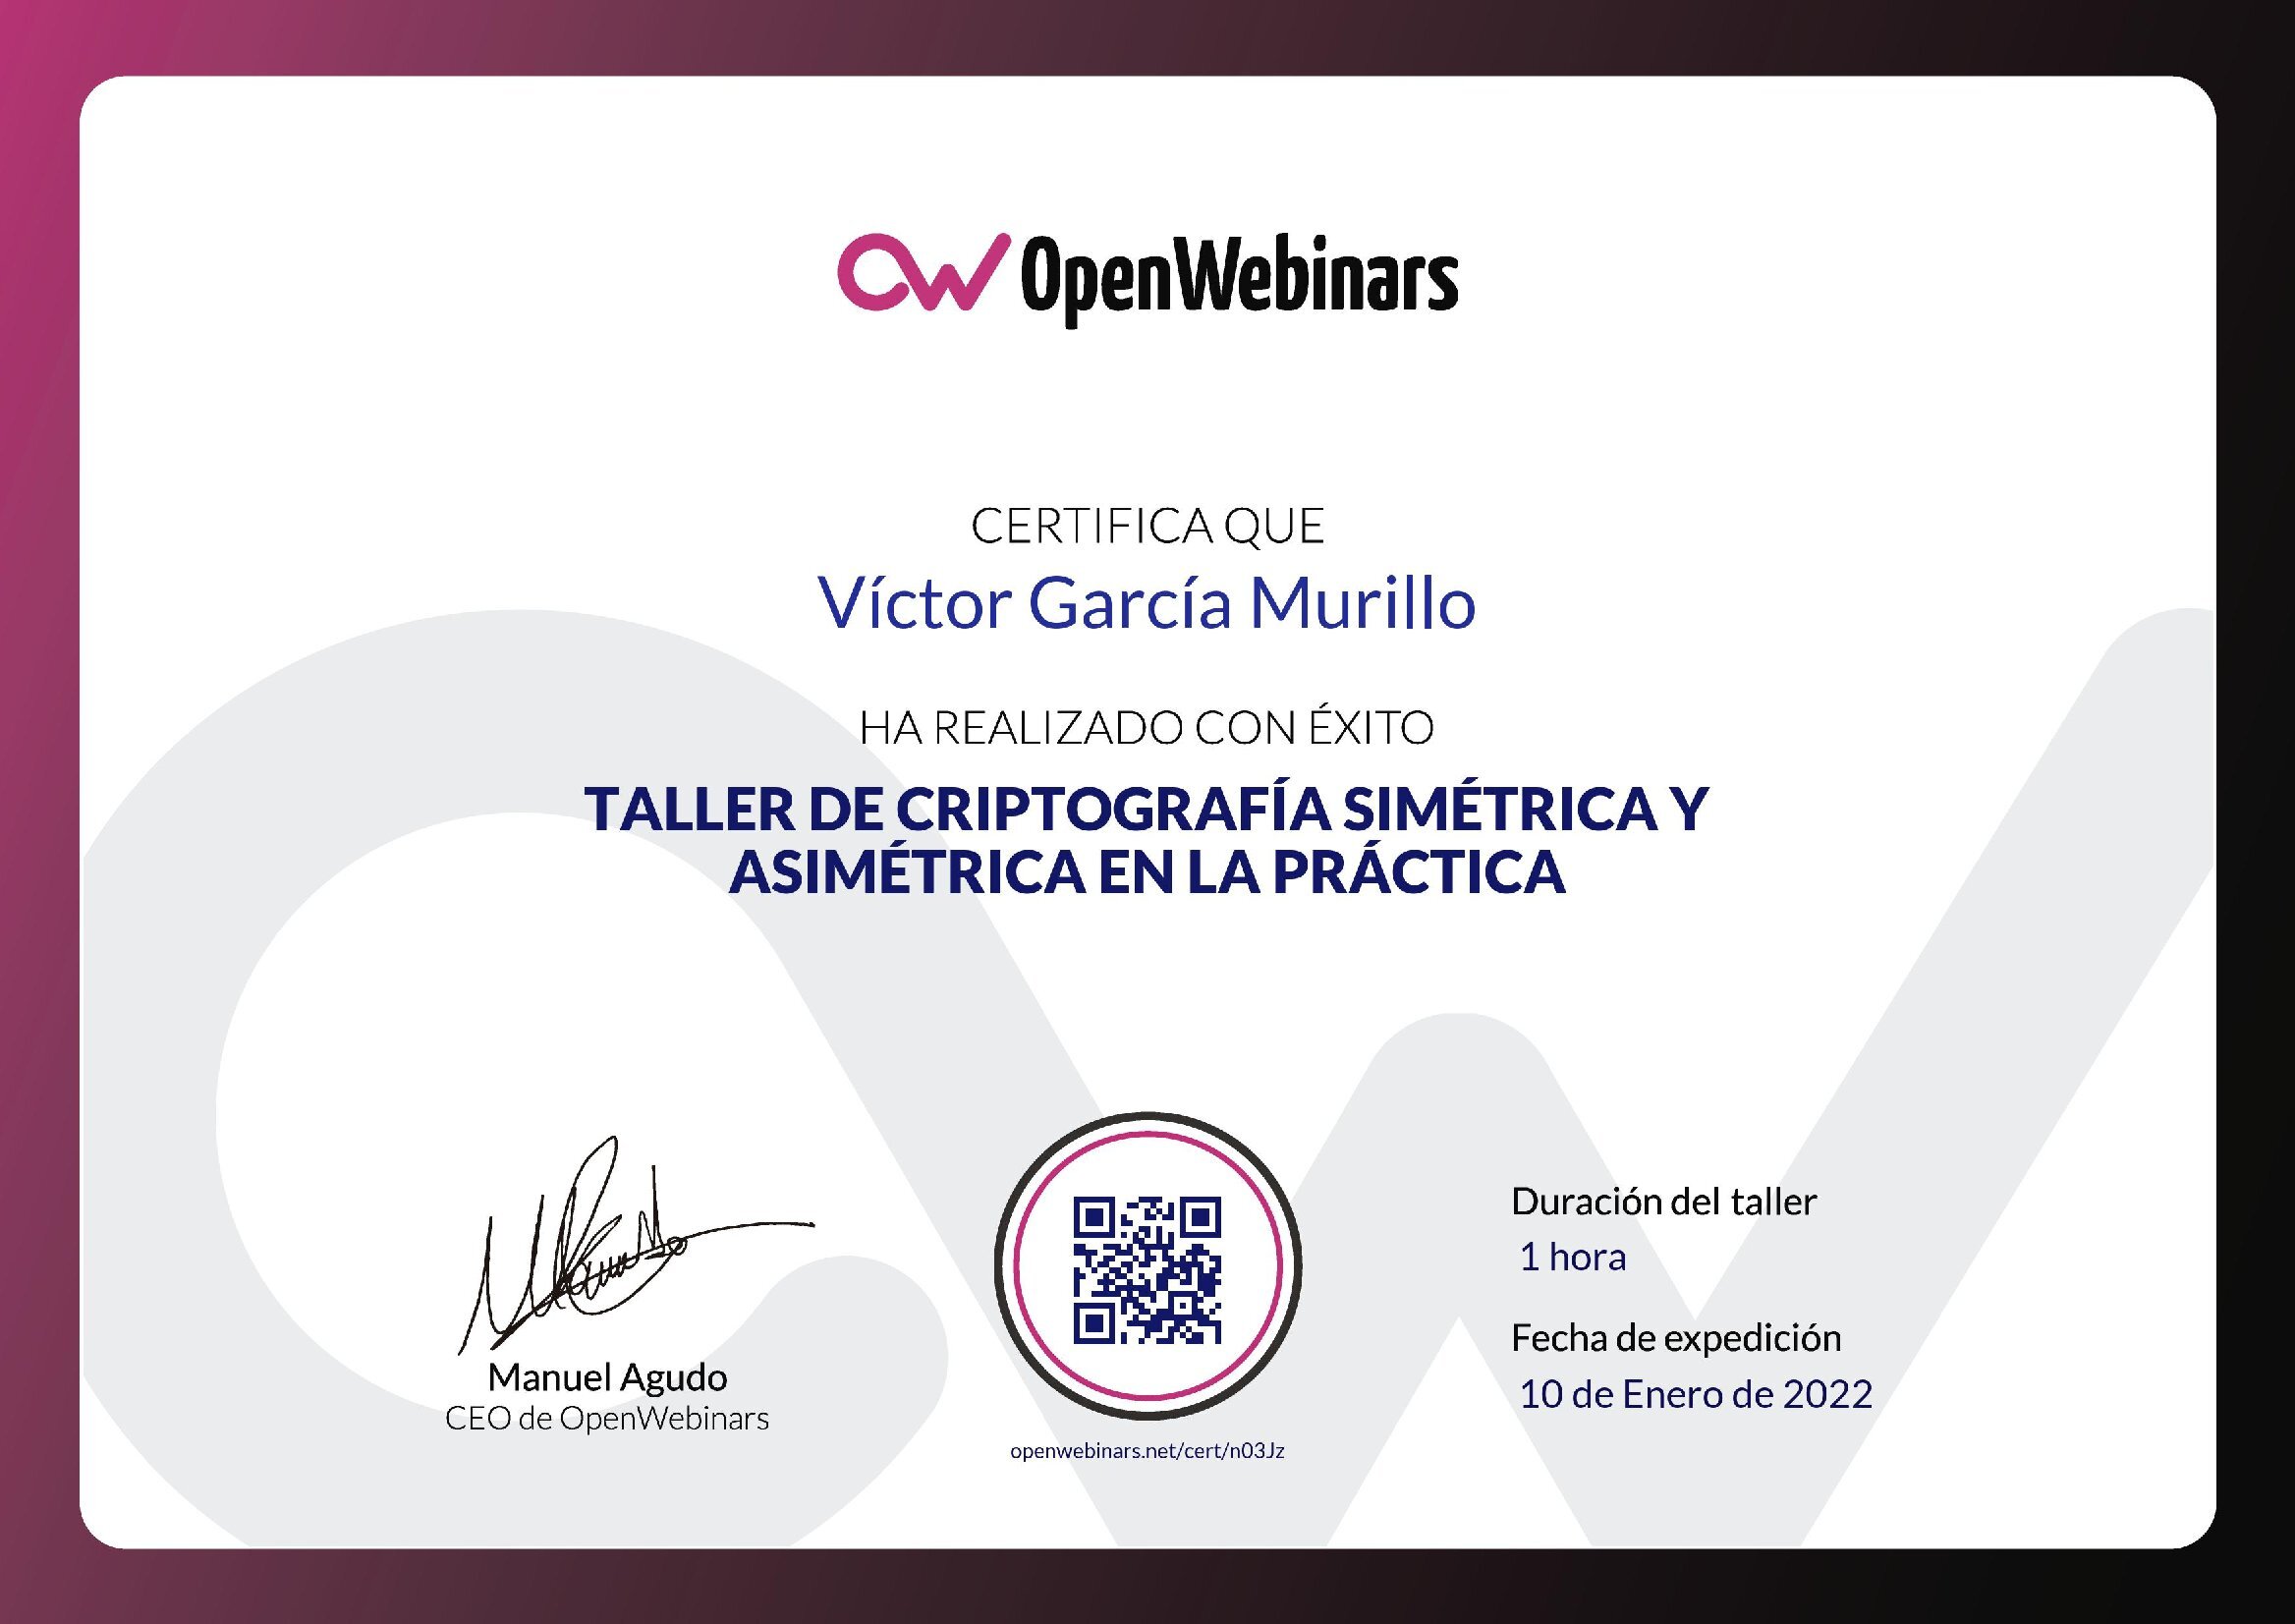 OpenWebinars
CERTIFICA QUE
Víctor García Murillo
HA REALIZADO CON ÉXITO
TALLER DE CRIPTOGRAFÍA SIMÉTRICA Y
ASIMÉTRICA EN LA PRÁCTICA
Manuel Agudo
CEO de OpenWebinars
openwebinars.net/cert/n03Jz
Duración del taller
1 hora
Fecha de expedición
10 de Enero de 2022